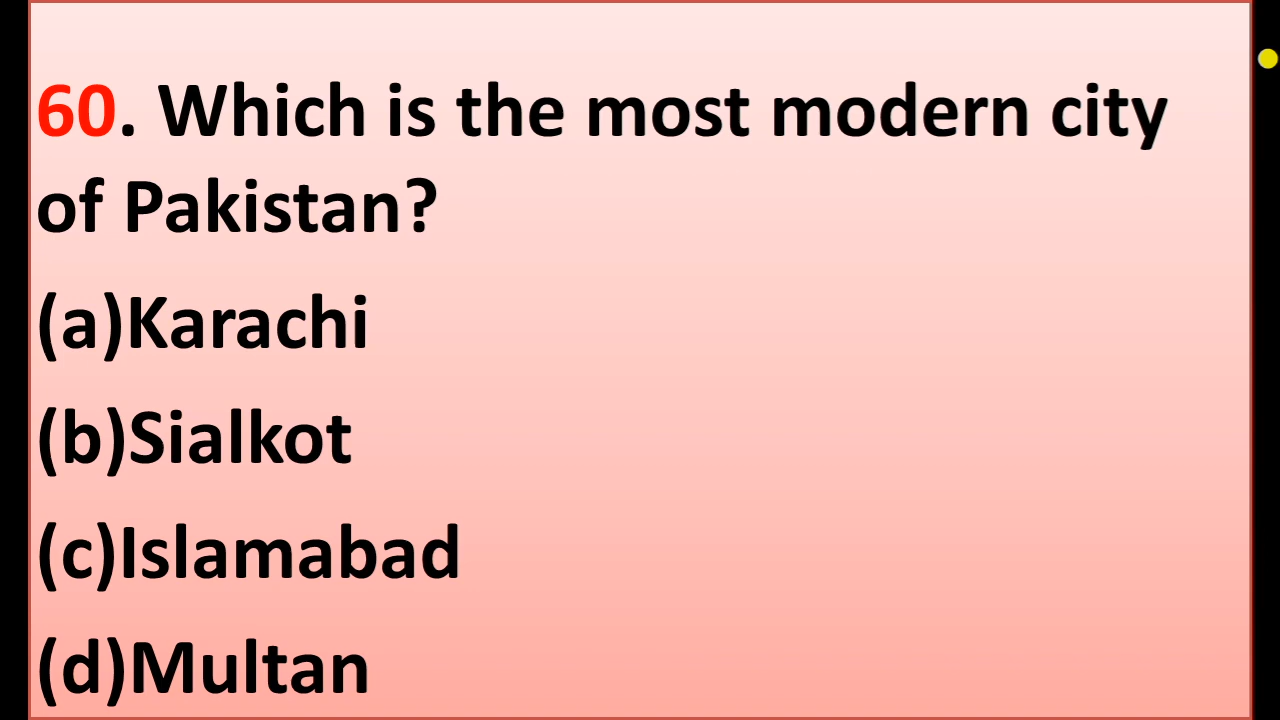 60. Which is the most modern city
of Pakistan?
(a)Karachi
(b)Sialkot
(c)Islamabad
(d)Multan